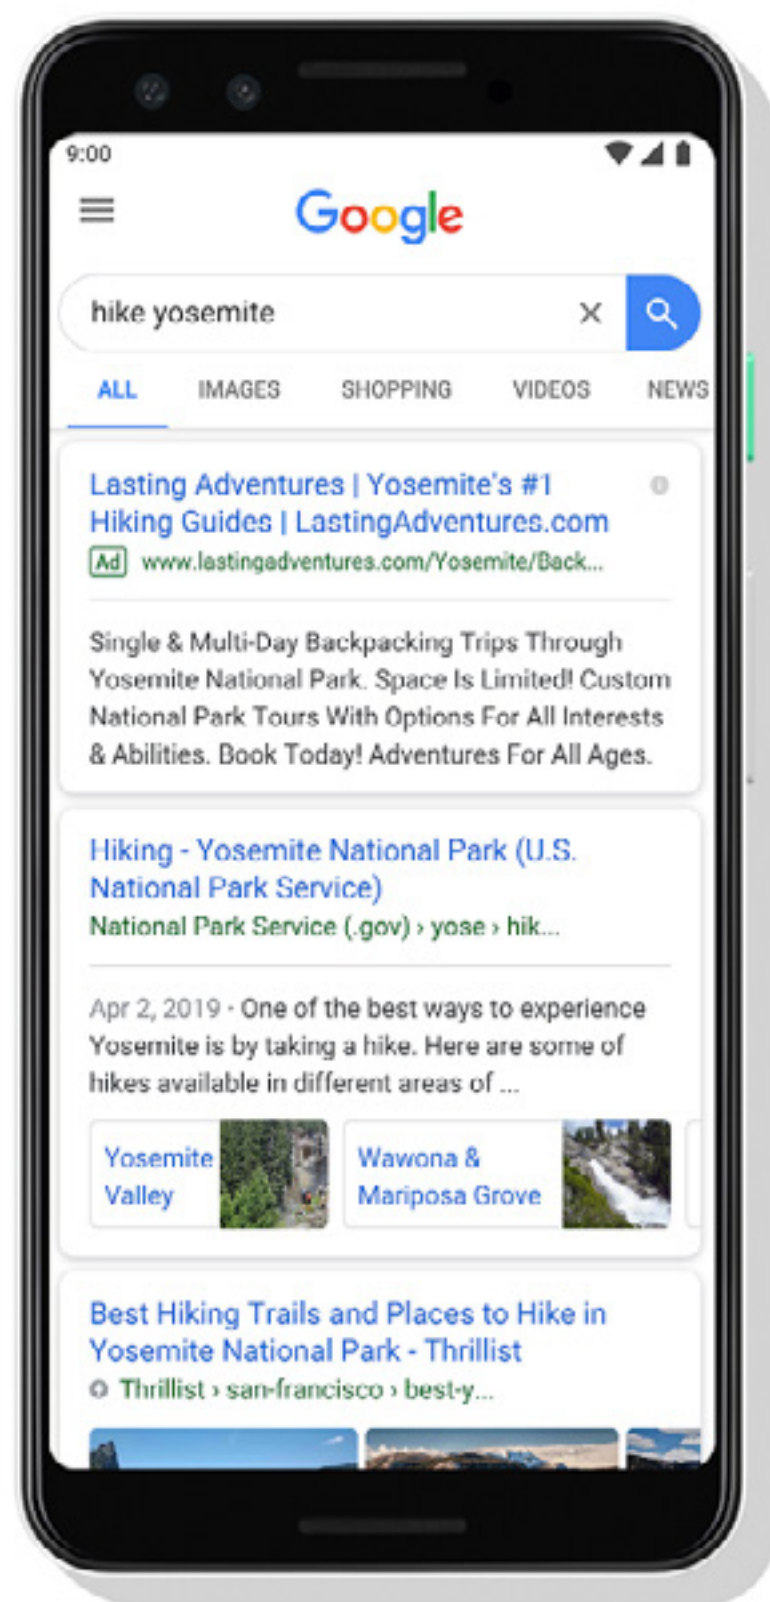 9:00
Google
hike yosemite
ALL IMAGES SHOPPING VIDEOS NEWS
Lasting Adventures | Yosemite's #1
Hiking Guides | LastingAdventures.com
Ad www.lastingadventures.com/Yosemite/Back...
Single & Multi-Day Backpacking Trips Through
Yosemite National Park. Space Is Limited! Custom
National Park Tours With Options For All Interests
& Abilities. Book Today! Adventures For All Ages.
Hiking - Yosemite National Park (U.S.
National Park Service)
National Park Service (.gov) › yose › hik...
Apr 2, 2019 · One of the best ways to experience
Yosemite is by taking a hike. Here are some of
hikes available in different areas of ...
Yosemite
Valley
Wawona &
Mariposa Grove
Best Hiking Trails and Places to Hike in
Yosemite National Park - Thrillist
Thrillist › san-francisco › best-y...